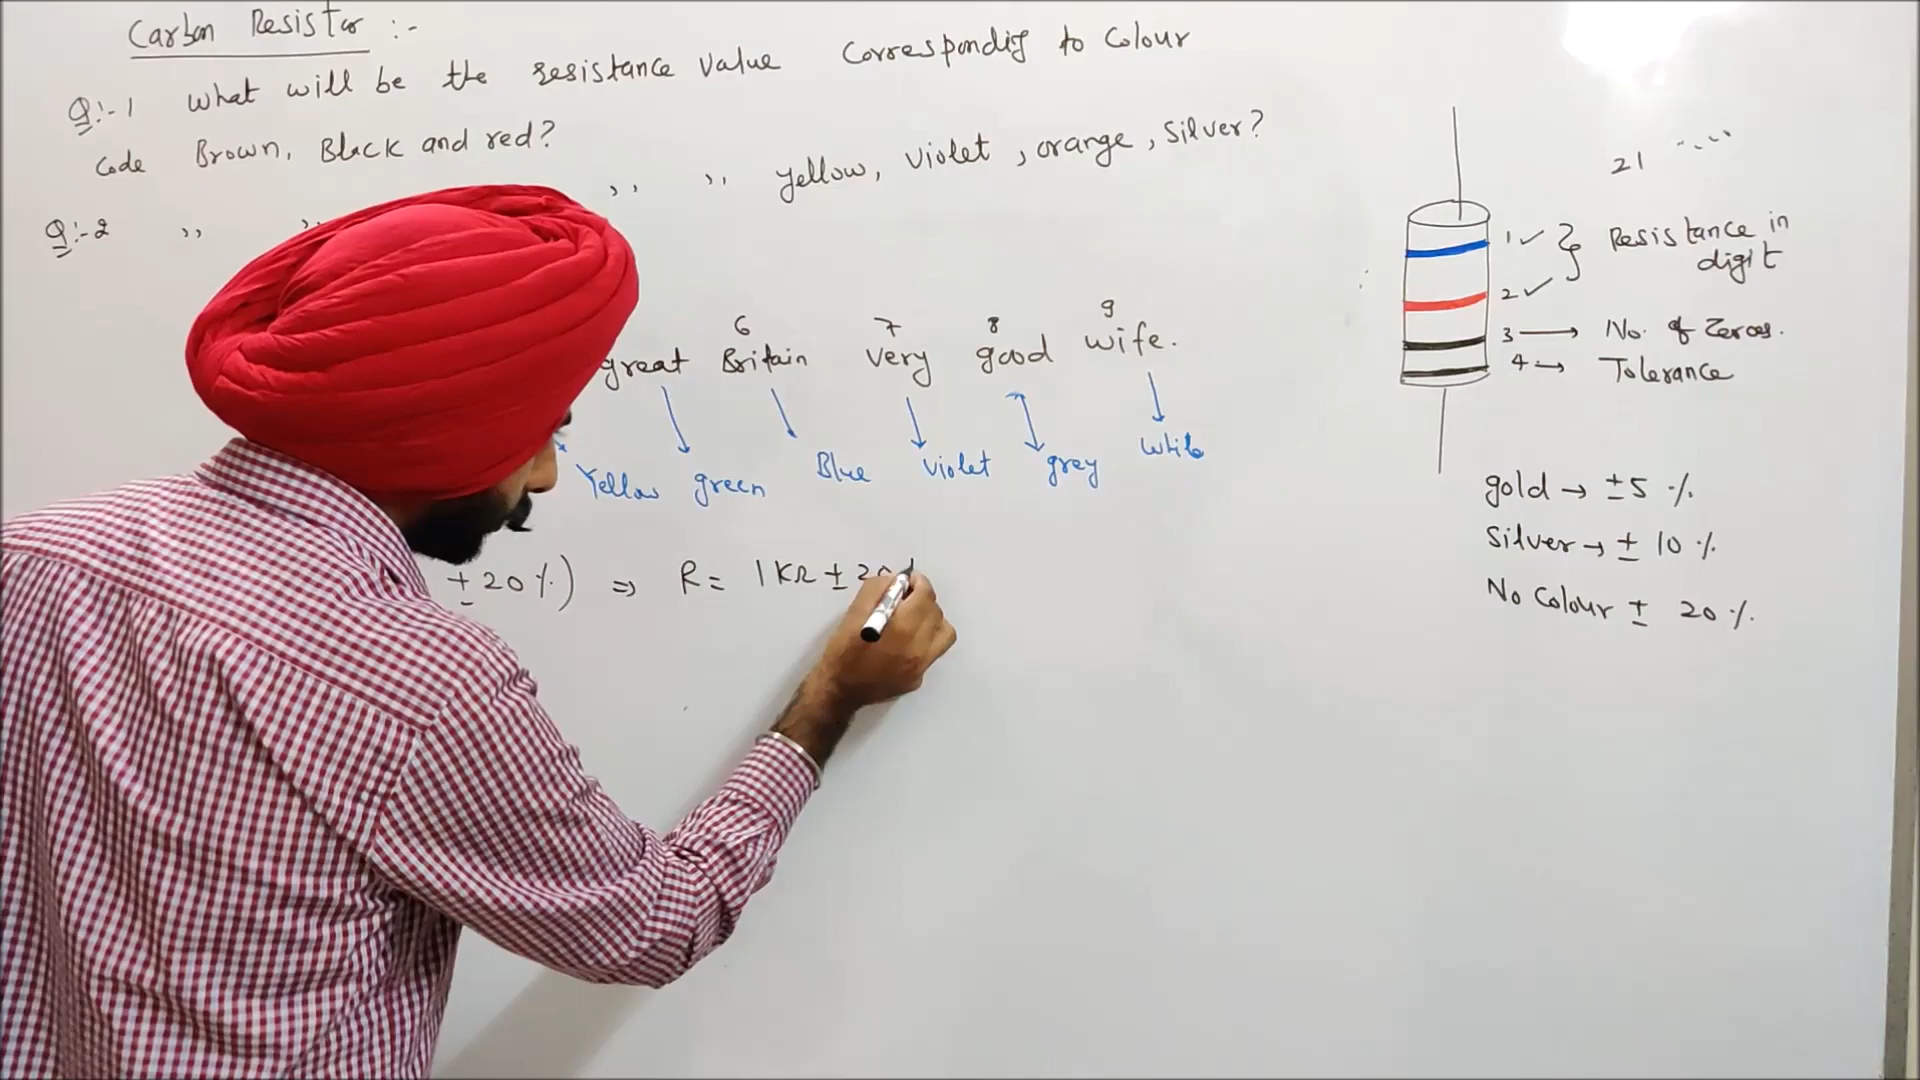 Carbon Resistor :-
Q:-1 What will be the resistance value Corresponding to Colour
Code Brown, Black and red?
Q:-2 ,, ,, ,, ,, yellow, violet, orange, Silver?
6 7 8 9
great Britain very good wife.
Yellow green Blue violet grey white
± 20 %) ⇒ R = 1 KΩ ± 20
21
1 ✓ } Resistance in
2 ✓ digit
3 → No. of Zeroes.
4 → Tolerance
gold → ±5 %
Silver → ± 10 %
No Colour ± 20 %.